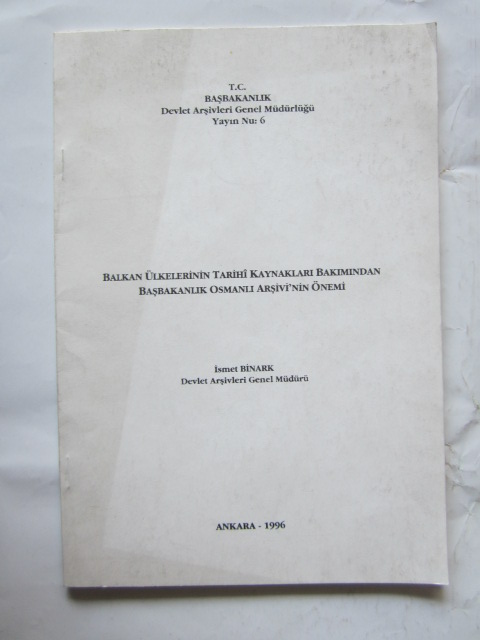 T.C.
BAŞBAKANLIK
Devlet Arşivleri Genel Müdürlüğü
Yayın Nu: 6
BALKAN ÜLKELERİNİN TARİHÎ KAYNAKLARI BAKIMINDAN
BAŞBAKANLIK OSMANLI ARŞİVİ'NİN ÖNEMİ
İsmet BİNARK
Devlet Arşivleri Genel Müdürü
ANKARA - 1996